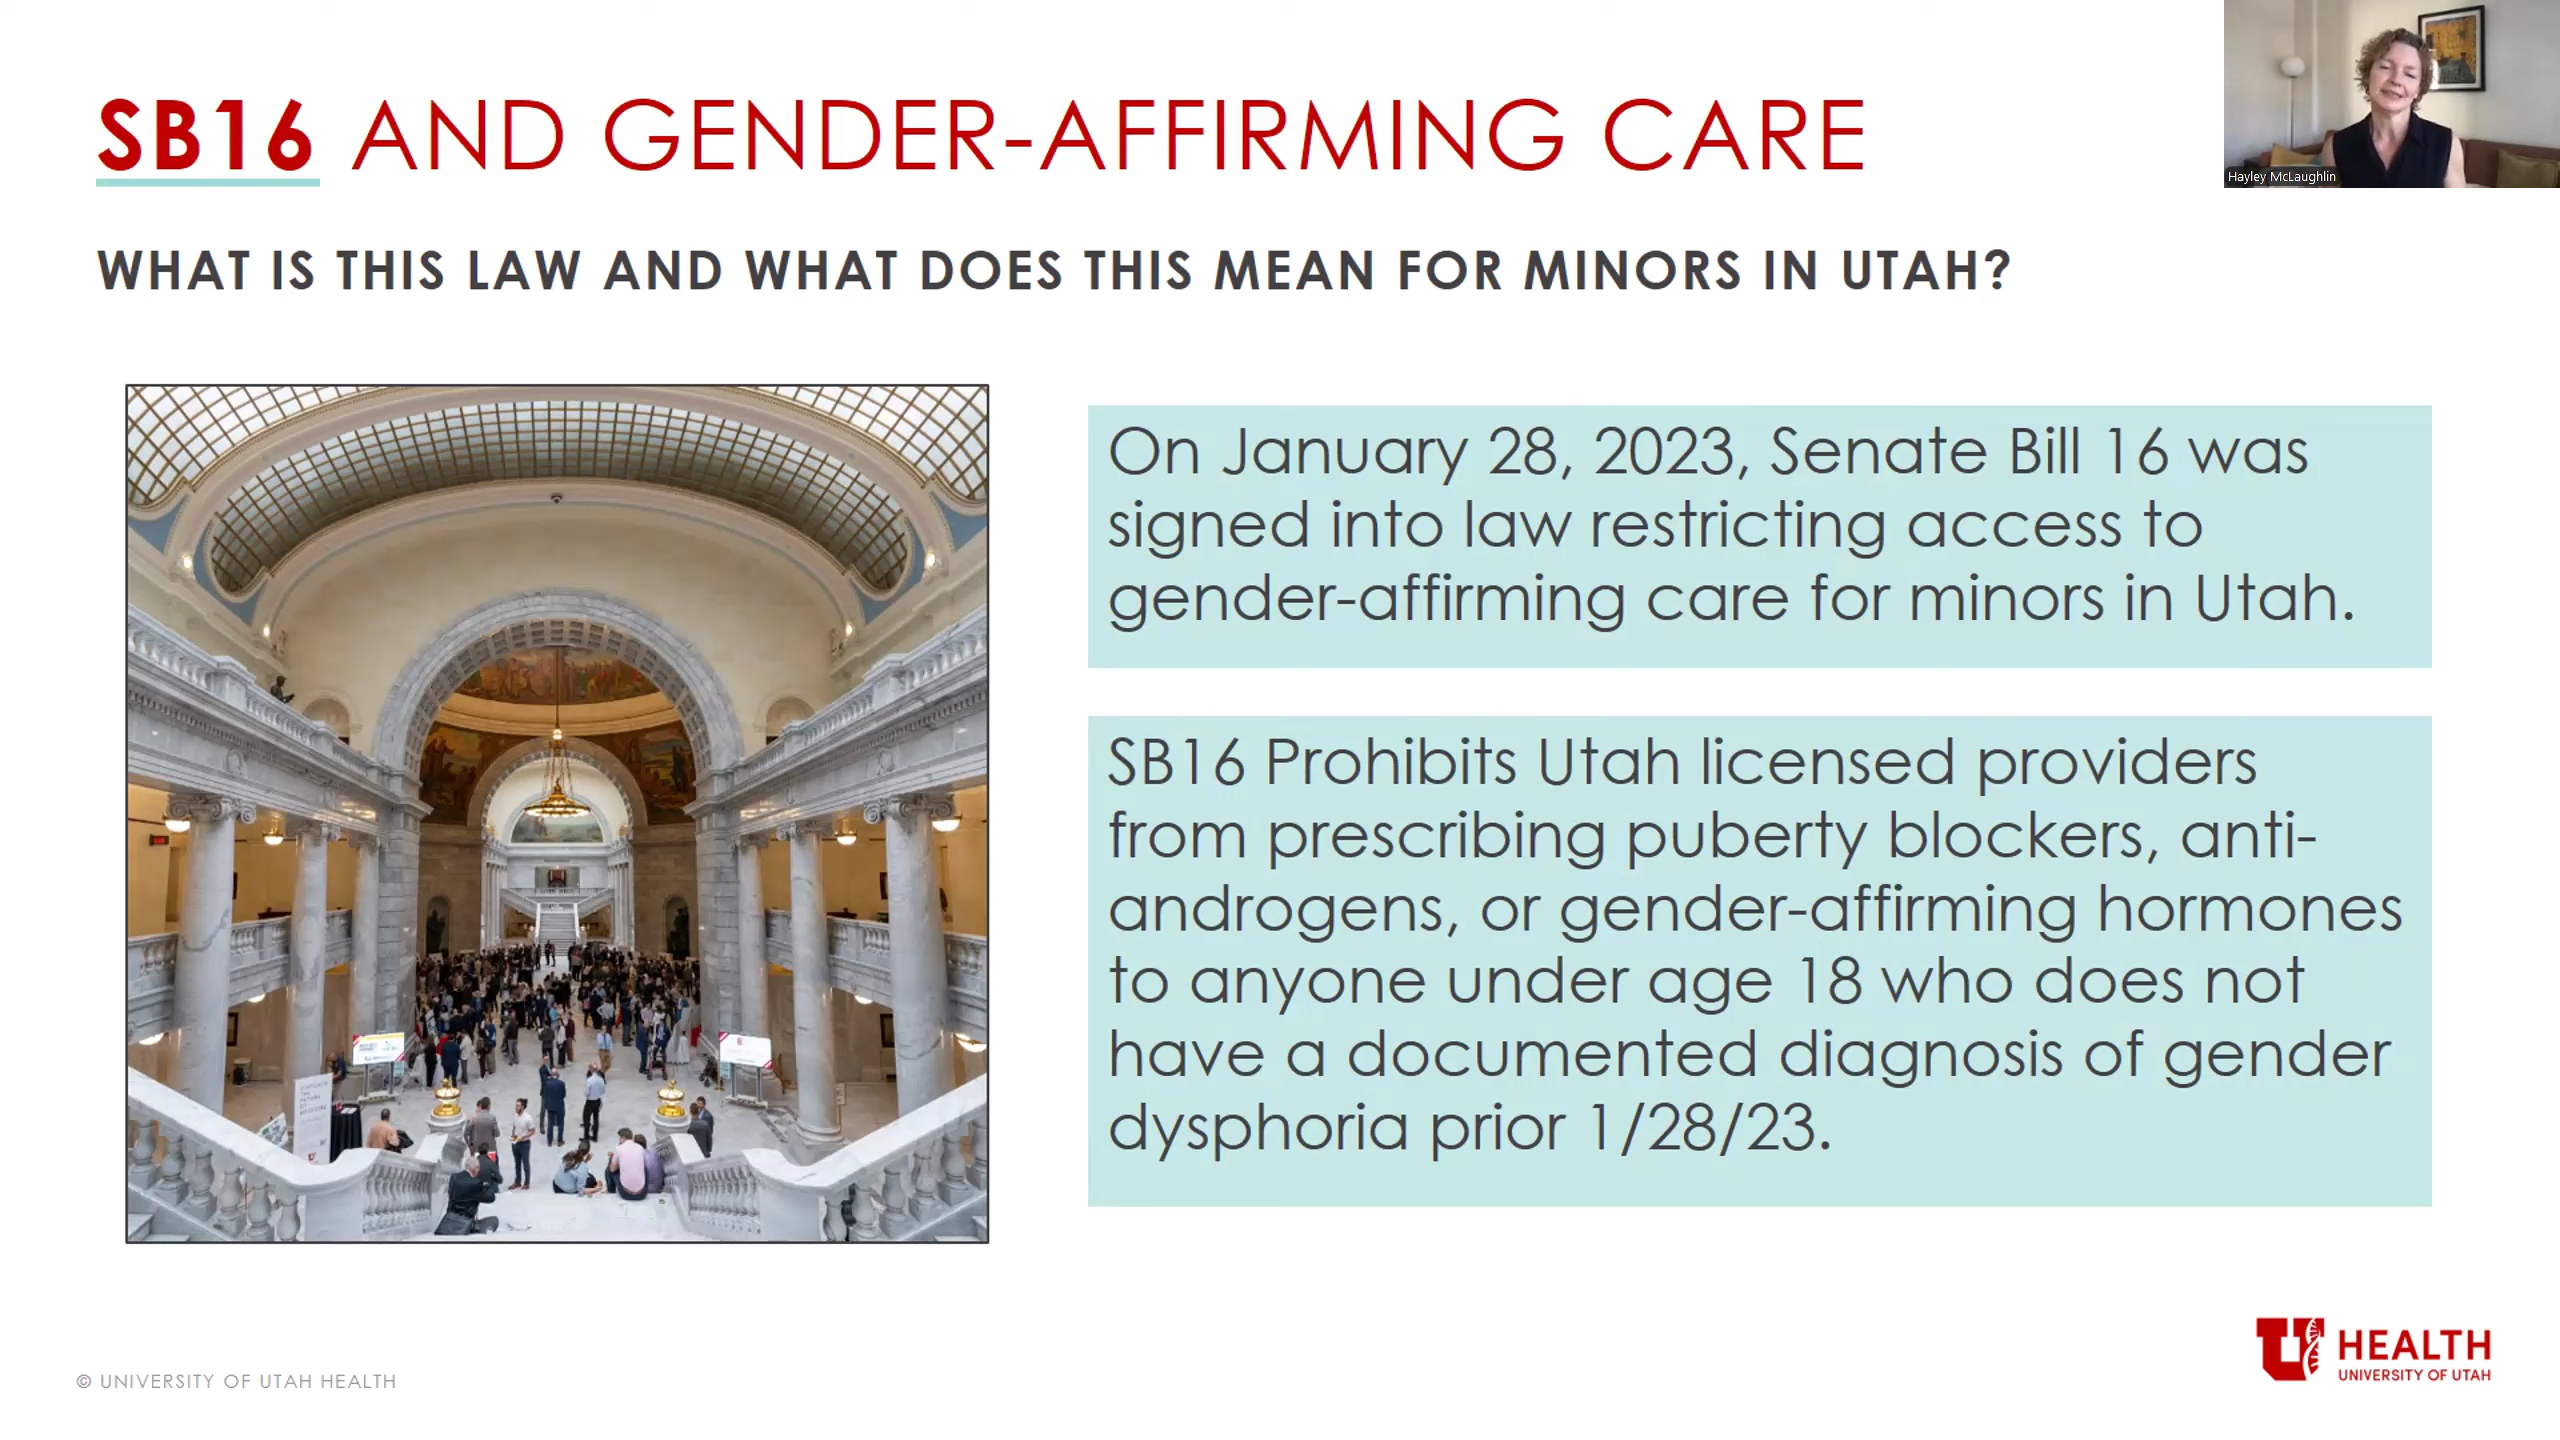 SB16 AND GENDER-AFFIRMING CARE
Hayley McLaughlin
WHAT IS THIS LAW AND WHAT DOES THIS MEAN FOR MINORS IN UTAH?
On January 28, 2023, Senate Bill 16 was
signed into law restricting access to
gender-affirming care for minors in Utah.
SB16 Prohibits Utah licensed providers
from prescribing puberty blockers, anti-
androgens, or gender-affirming hormones
to anyone under age 18 who does not
have a documented diagnosis of gender
dysphoria prior 1/28/23.
© UNIVERSITY OF UTAH HEALTH
U HEALTH
UNIVERSITY OF UTAH